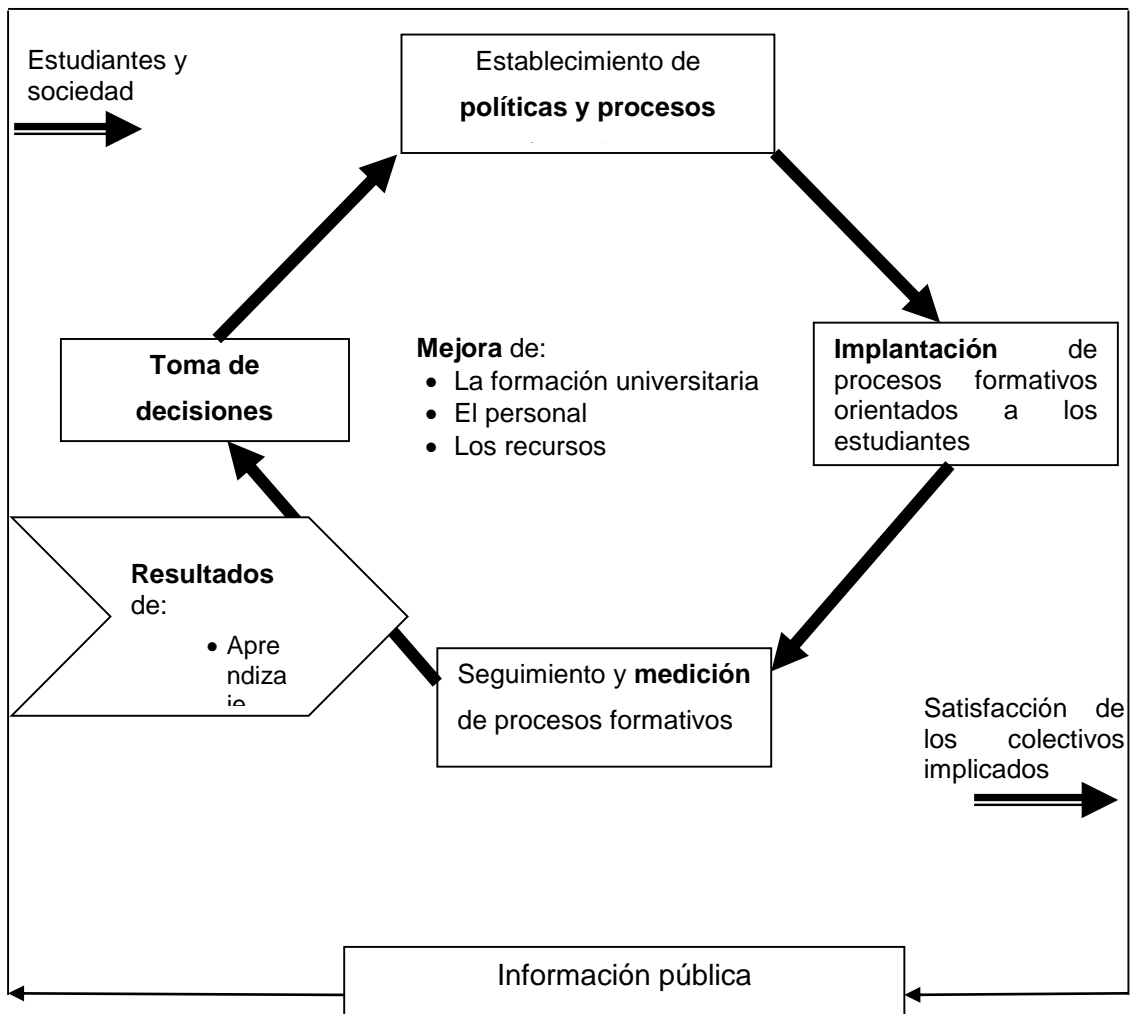 Estudiantes y
sociedad
Establecimiento de
políticas y procesos
Toma de
decisiones
Mejora de:
• La formación universitaria
• El personal
• Los recursos
Implantación de
procesos formativos
orientados a los
estudiantes
Resultados
de:
• Apre
ndiza
Seguimiento y medición
de procesos formativos
Satisfacción de
los colectivos
implicados
Información pública